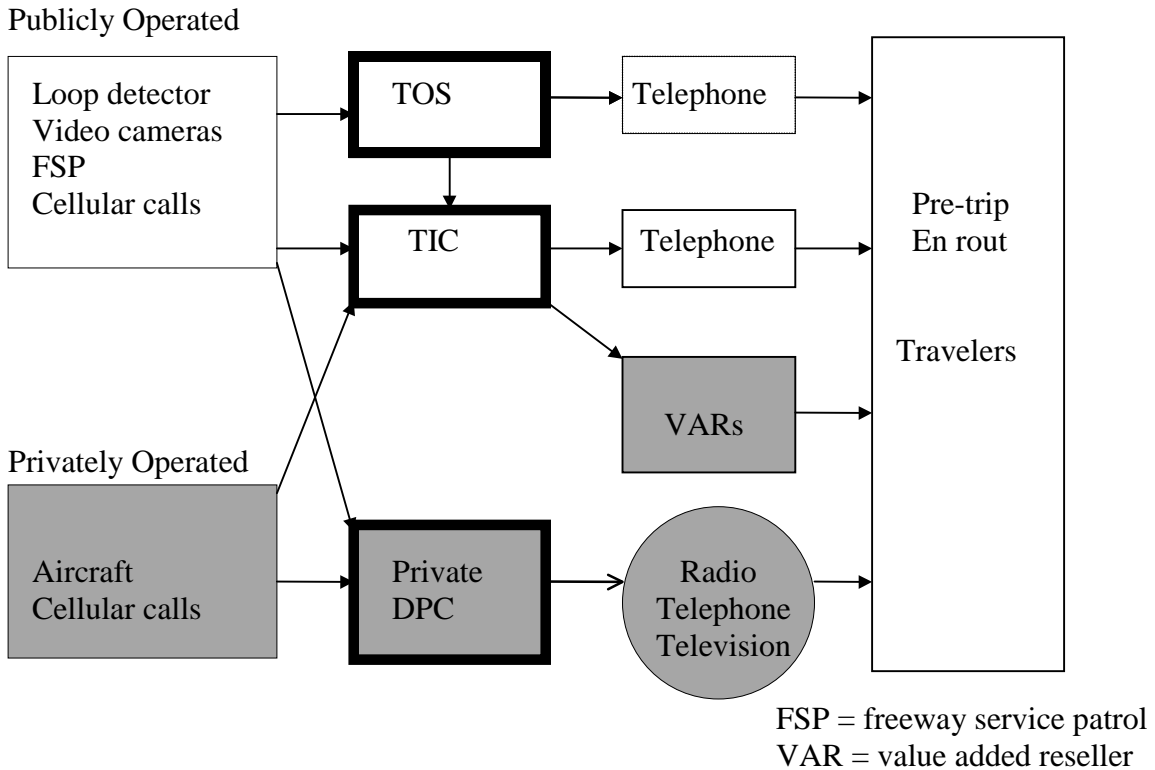 Publicly Operated
Loop detector
Video cameras
FSP
Cellular calls
TOS
Telephone
TIC
Telephone
Pre-trip
En rout
Travelers
VARs
Privately Operated
Aircraft
Cellular calls
Private
DPC
Radio
Telephone
Television
FSP = freeway service patrol
VAR = value added reseller